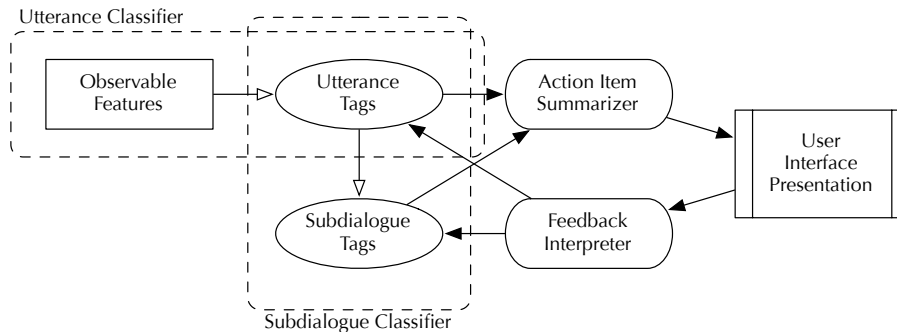 Utterance Classifier
Observable
Features
Utterance
Tags
Action Item
Summarizer
User
Interface
Presentation
Subdialogue
Tags
Feedback
Interpreter
Subdialogue Classifier